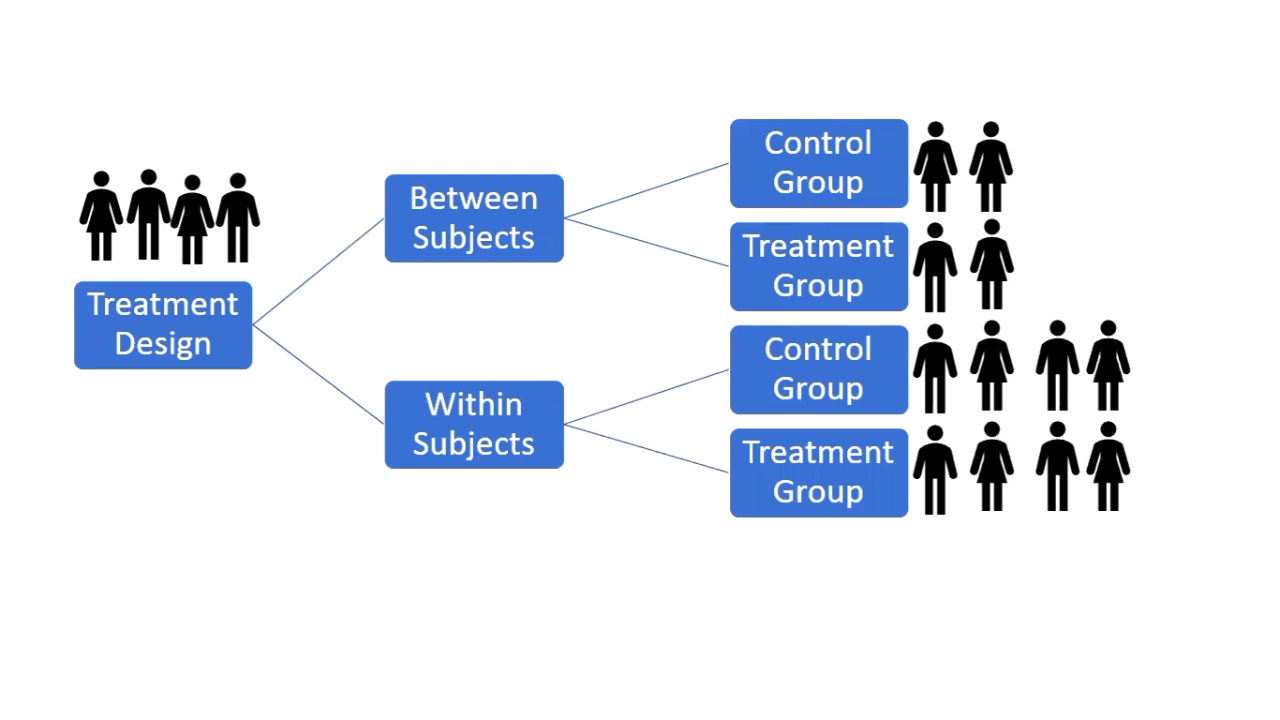 Treatment
Design
Between
Subjects
Within
Subjects
Control
Group
Treatment
Group
Control
Group
Treatment
Group